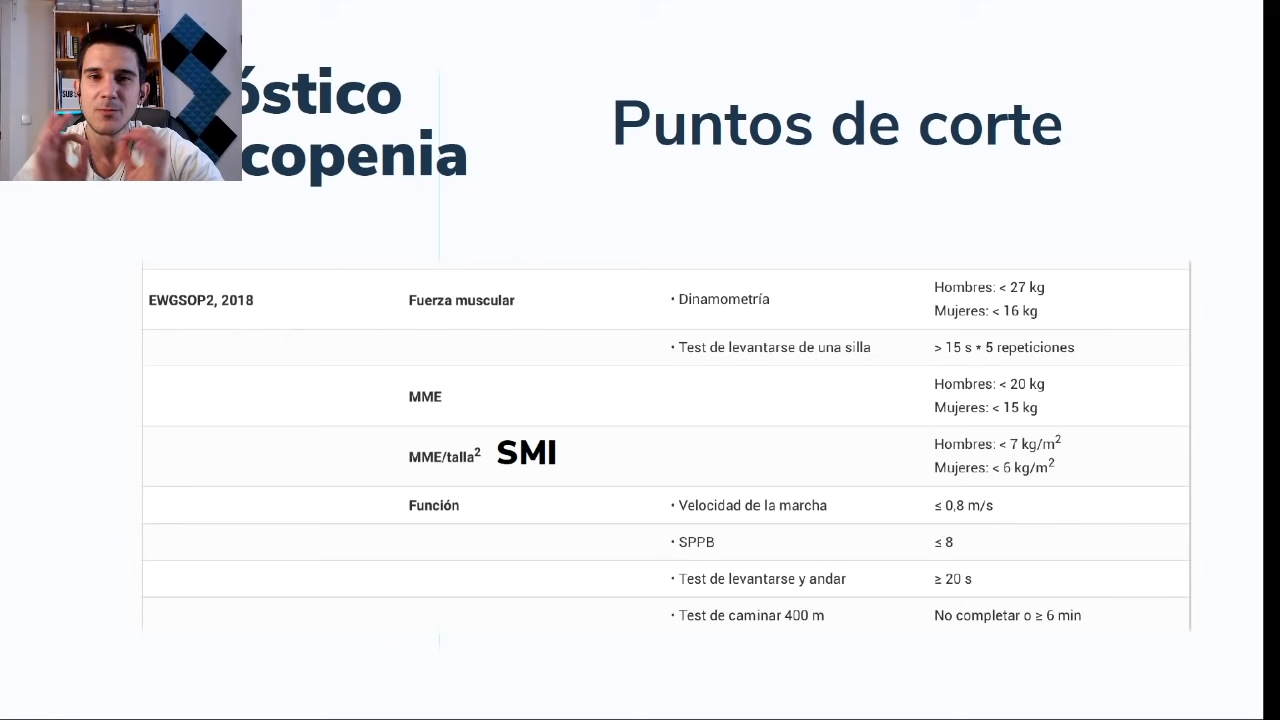 óstico
copenia
Puntos de corte
EWGSOP2, 2018
Fuerza muscular
• Dinamometría
Hombres: < 27 kg
Mujeres: < 16 kg
• Test de levantarse de una silla
> 15 s * 5 repeticiones
MME
Hombres: < 20 kg
Mujeres: < 15 kg
MME/talla² SMI
Hombres: < 7 kg/m²
Mujeres: < 6 kg/m²
Función
• Velocidad de la marcha
≤ 0,8 m/s
• SPPB
≤ 8
• Test de levantarse y andar
≥ 20 s
• Test de caminar 400 m
No completar o ≥ 6 min